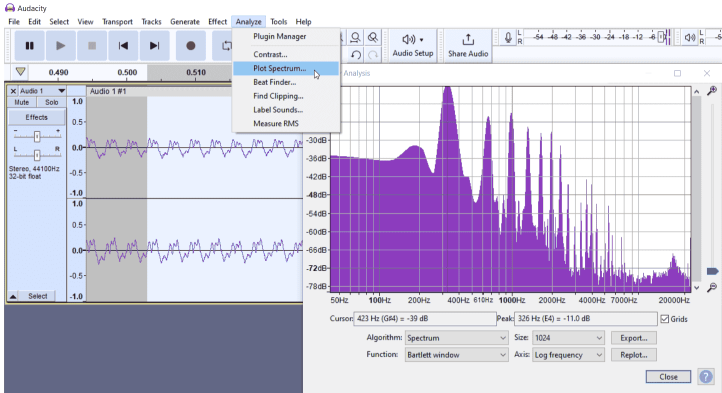 Audacity
File Edit Select View Transport Tracks Generate Effect Analyze Tools Help
Plugin Manager
Contrast...
Plot Spectrum...
Beat Finder...
Find Clipping...
Label Sounds...
Measure RMS
Audio Setup
Share Audio
L
R
-54 -48 -42 -36 -30 -24 -18 -12 -6
L
R
-5
0.490 0.500 0.510
Analysis
Audio 1
Mute Solo
Effects
- +
L R
Stereo, 44100Hz
32-bit float
Select
Audio 1 #1
1.0
0.5-
0.0-
-0.5-
-1.0
1.0
0.5-
0.0-
-0.5-
-1.0
-30dB
-36dB
-42dB
-48dB
-54dB
-60dB
-66dB
-72dB
-78dB
50Hz 100Hz 200Hz 400Hz 610Hz 1000Hz 2000Hz 4000Hz 7000Hz 20000Hz
Cursor: 423 Hz (G#4) = -39 dB Peak: 326 Hz (E4) = -11.0 dB Grids
Algorithm: Spectrum Size: 1024 Export...
Function: Bartlett window Axis: Log frequency Replot...
Close ?